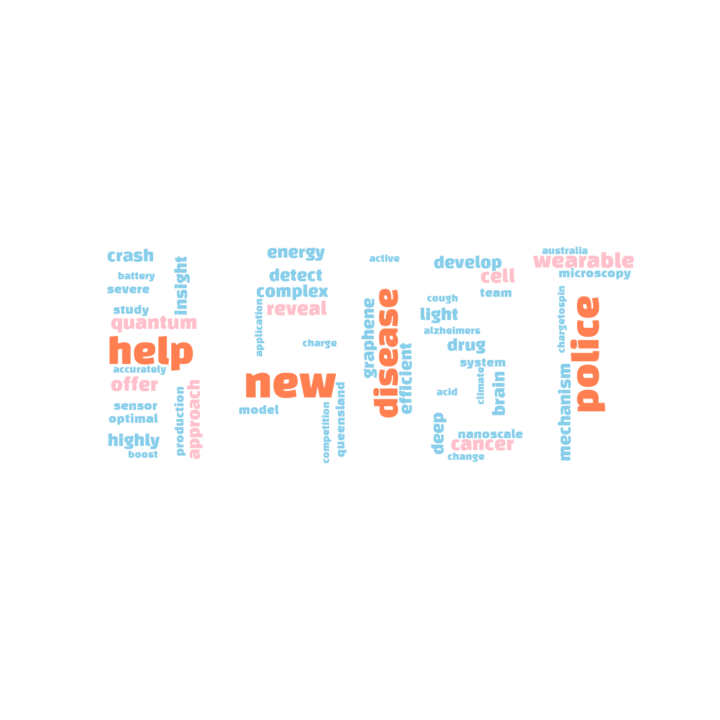 crash
battery
severe
insight
study
quantum
help
accurately
offer
sensor
optimal
production
approach
highly
boost
energy
detect
complex
application
reveal
charge
new
model
competition
queensland
active
graphene
disease
efficient
develop
cell
team
cough
light
alzheimers
drug
system
climate
acid
brain
deep
nanoscale
cancer
change
australia
wearable
microscopy
chargetospin
police
mechanism